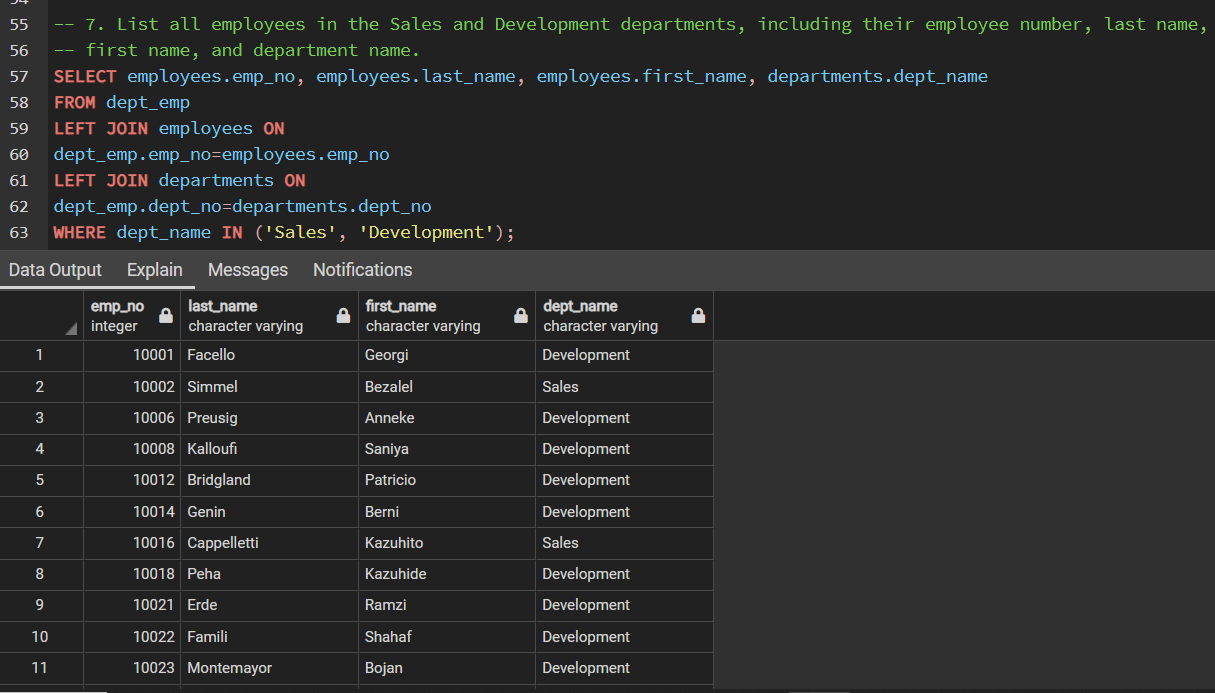 55 -- 7. List all employees in the Sales and Development departments, including their employee number, last name,
56 -- first name, and department name.
57 SELECT employees.emp_no, employees.last_name, employees.first_name, departments.dept_name
58 FROM dept_emp
59 LEFT JOIN employees ON
60 dept_emp.emp_no=employees.emp_no
61 LEFT JOIN departments ON
62 dept_emp.dept_no=departments.dept_no
63 WHERE dept_name IN ('Sales', 'Development');
Data Output Explain Messages Notifications
emp_no last_name first_name dept_name
integer character varying character varying character varying
1 10001 Facello Georgi Development
2 10002 Simmel Bezalel Sales
3 10006 Preusig Anneke Development
4 10008 Kalloufi Saniya Development
5 10012 Bridgland Patricio Development
6 10014 Genin Berni Development
7 10016 Cappelletti Kazuhito Sales
8 10018 Peha Kazuhide Development
9 10021 Erde Ramzi Development
10 10022 Famili Shahaf Development
11 10023 Montemayor Bojan Development